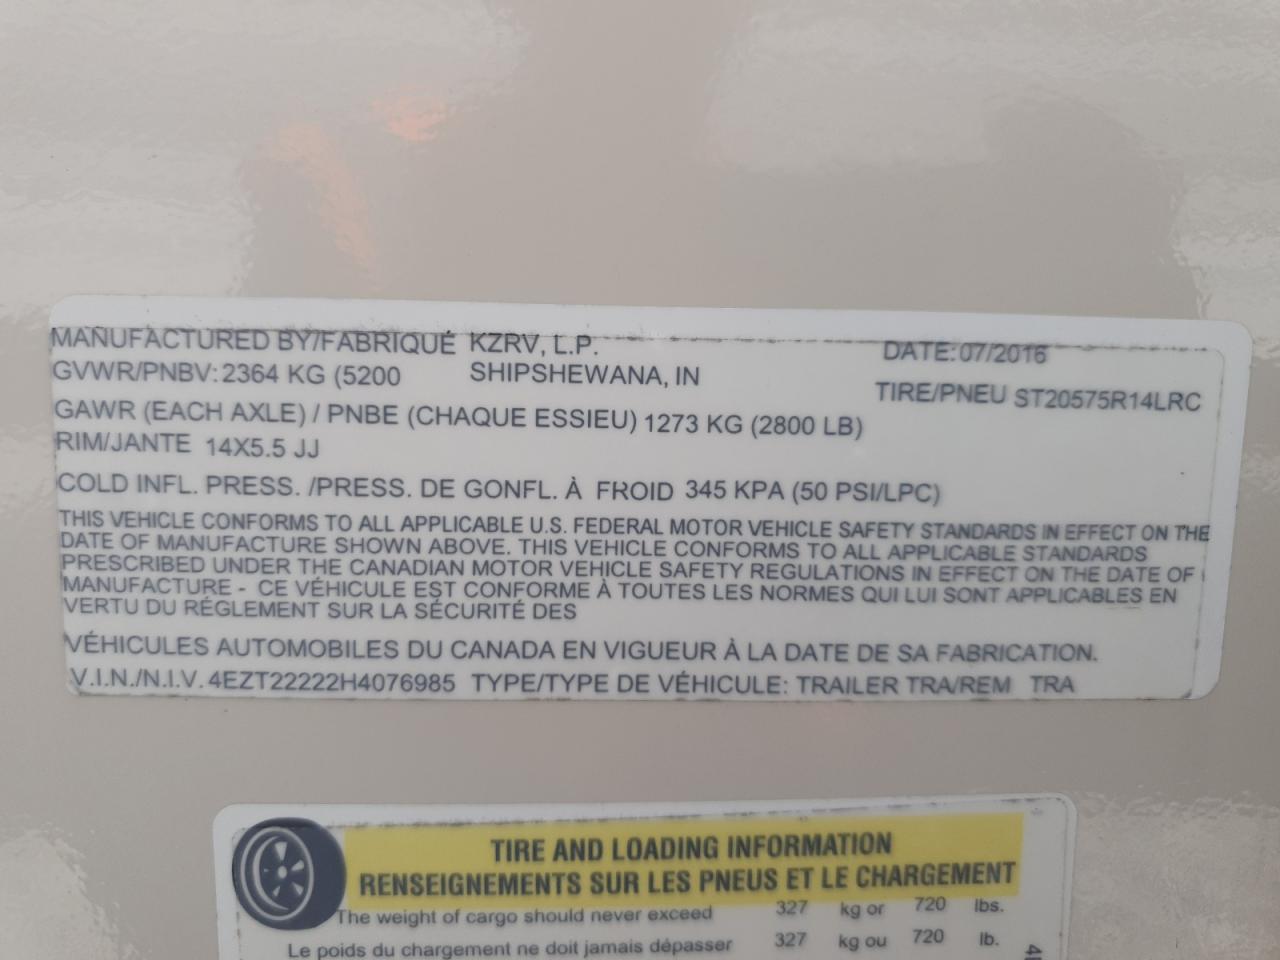 MANUFACTURED BY/FABRIQUÉ KZRV, L.P. DATE:07/2016
GVWR/PNBV: 2364 KG (5200 SHIPSHEWANA, IN
TIRE/PNEU ST20575R14LRC
GAWR (EACH AXLE) / PNBE (CHAQUE ESSIEU) 1273 KG (2800 LB)
RIM/JANTE 14X5.5 JJ
COLD INFL. PRESS. /PRESS. DE GONFL. À FROID 345 KPA (50 PSI/LPC)
THIS VEHICLE CONFORMS TO ALL APPLICABLE U.S. FEDERAL MOTOR VEHICLE SAFETY STANDARDS IN EFFECT ON THE
DATE OF MANUFACTURE SHOWN ABOVE. THIS VEHICLE CONFORMS TO ALL APPLICABLE STANDARDS
PRESCRIBED UNDER THE CANADIAN MOTOR VEHICLE SAFETY REGULATIONS IN EFFECT ON THE DATE OF
MANUFACTURE - CE VÉHICULE EST CONFORME À TOUTES LES NORMES QUI LUI SONT APPLICABLES EN
VERTU DU RÉGLEMENT SUR LA SÉCURITÉ DES
VÉHICULES AUTOMOBILES DU CANADA EN VIGUEUR À LA DATE DE SA FABRICATION.
V.I.N./N.I.V. 4EZT22222H4076985 TYPE/TYPE DE VÉHICULE: TRAILER TRA/REM TRA
TIRE AND LOADING INFORMATION
RENSEIGNEMENTS SUR LES PNEUS ET LE CHARGEMENT
The weight of cargo should never exceed 327 kg or 720 lbs.
Le poids du chargement ne doit jamais dépasser 327 kg ou 720 lb.